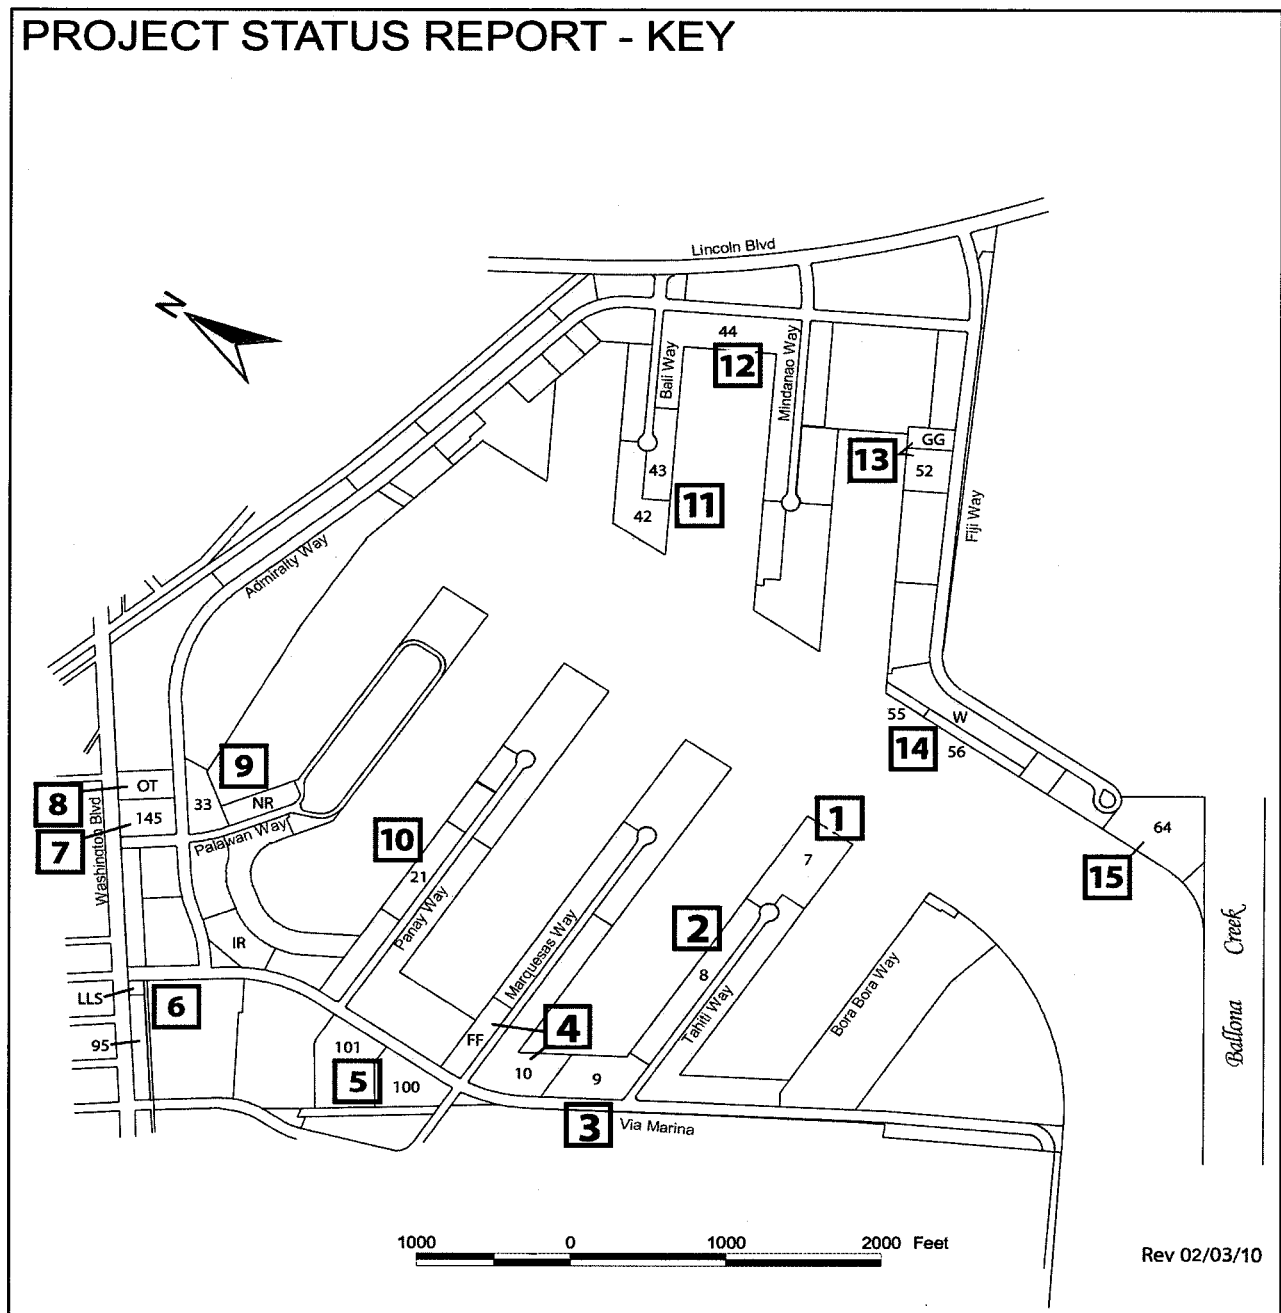 PROJECT STATUS REPORT - KEY
Lincoln Blvd
N
44
12
Bali Way
Mindanao Way
13
GG
52
43
11
42
Fiji Way
Admiralty Way
55
W
14
56
9
8
OT
33
NR
145
7
Washington Blvd
Palawan Way
10
21
1
7
64
15
Panay Way
Marquesas Way
2
8
IR
Tahiti Way
Bora Bora Way
Ballona Creek
LLS
6
95
4
FF
101
5
100
10
9
3
Via Marina
1000 0 1000 2000 Feet
Rev 02/03/10